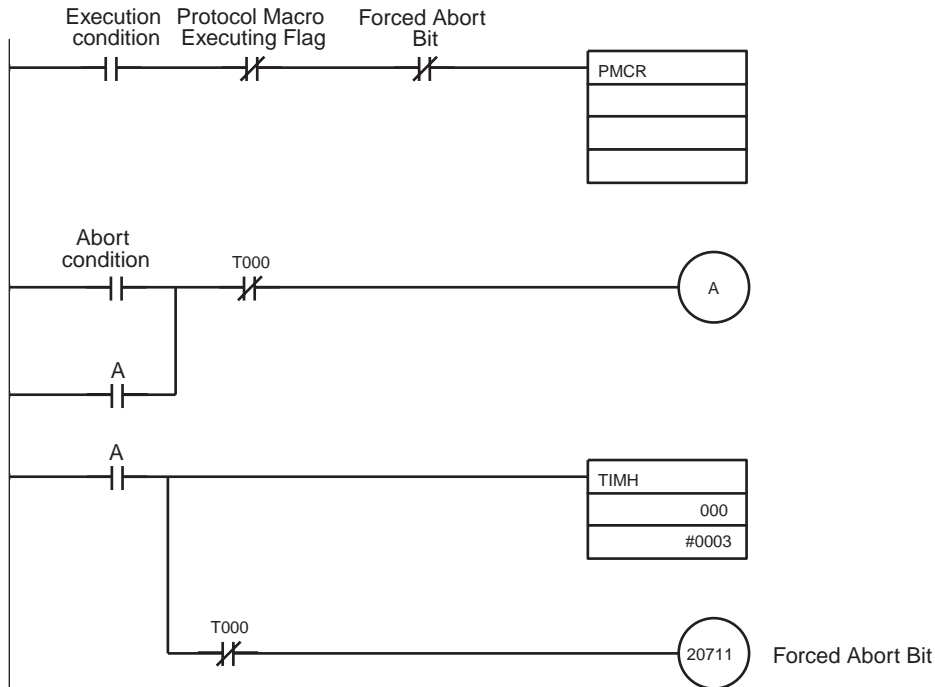 Execution condition
Protocol Macro Executing Flag
Forced Abort Bit
PMCR
Abort condition
T000
A
A
A
TIMH
000
#0003
T000
20711
Forced Abort Bit